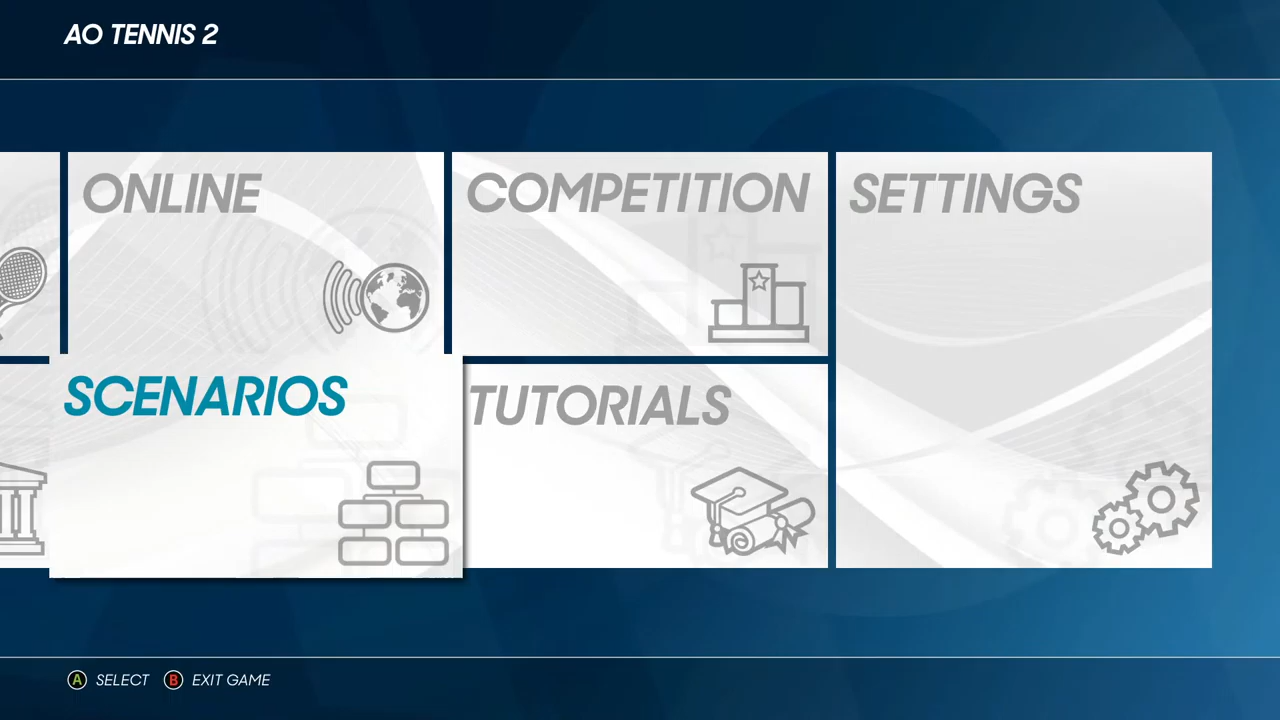 AO TENNIS 2
ONLINE
COMPETITION
SETTINGS
SCENARIOS
TUTORIALS
A SELECT B EXIT GAME